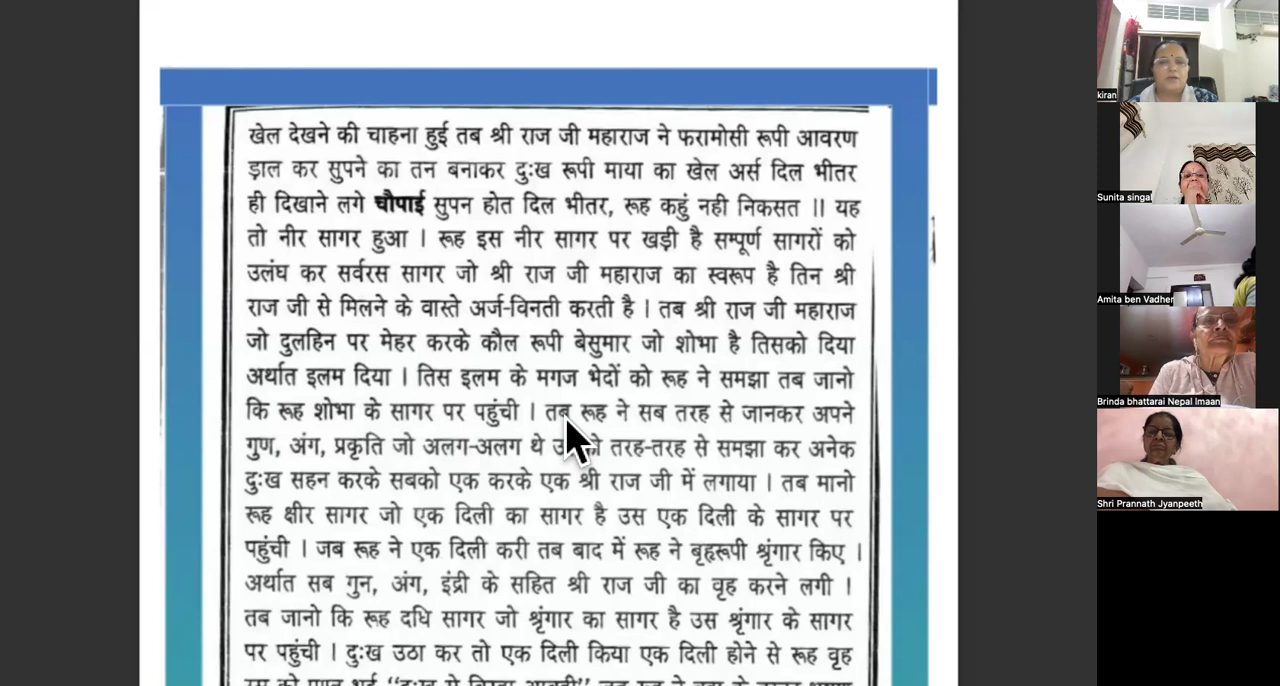 खेल देखने की चाहना हुई तब श्री राज जी महाराज ने फरामोसी रूपी आवरण
ड़ाल कर सुपने का तन बनाकर दुःख रूपी माया का खेल अर्स दिल भीतर
ही दिखाने लगे चौपाई सुपन होत दिल भीतर, रूह कहुं नही निकसत ॥ यह
तो नीर सागर हुआ । रूह इस नीर सागर पर खड़ी है सम्पूर्ण सागरों को
उलंघ कर सर्वरस सागर जो श्री राज जी महाराज का स्वरूप है तिन श्री
राज जी से मिलने के वास्ते अर्ज-विनती करती है । तब श्री राज जी महाराज
जो दुलहिन पर मेहर करके कौल रूपी बेसुमार जो शोभा है तिसको दिया
अर्थात इलम दिया । तिस इलम के मगज भेदों को रूह ने समझा तब जानो
कि रूह शोभा के सागर पर पहुंची । तब रूह ने सब तरह से जानकर अपने
गुण, अंग, प्रकृति जो अलग-अलग थे तरह-तरह से समझा कर अनेक
दुःख सहन करके सबको एक करके एक श्री राज जी में लगाया । तब मानो
रूह क्षीर सागर जो एक दिली का सागर है उस एक दिली के सागर पर
पहुंची । जब रूह ने एक दिली करी तब बाद में रूह ने बृहरूपी श्रृंगार किए ।
अर्थात सब गुन, अंग, इंद्री के सहित श्री राज जी का वृह करने लगी ।
तब जानो कि रूह दधि सागर जो श्रृंगार का सागर है उस श्रृंगार के सागर
पर पहुंची । दुःख उठा कर तो एक दिली किया एक दिली होने से रूह वृह
kiran
Sunita singal
Amita ben Vadher
Brinda bhattarai Nepal Imaan
Shri Prannath Jyanpeeth